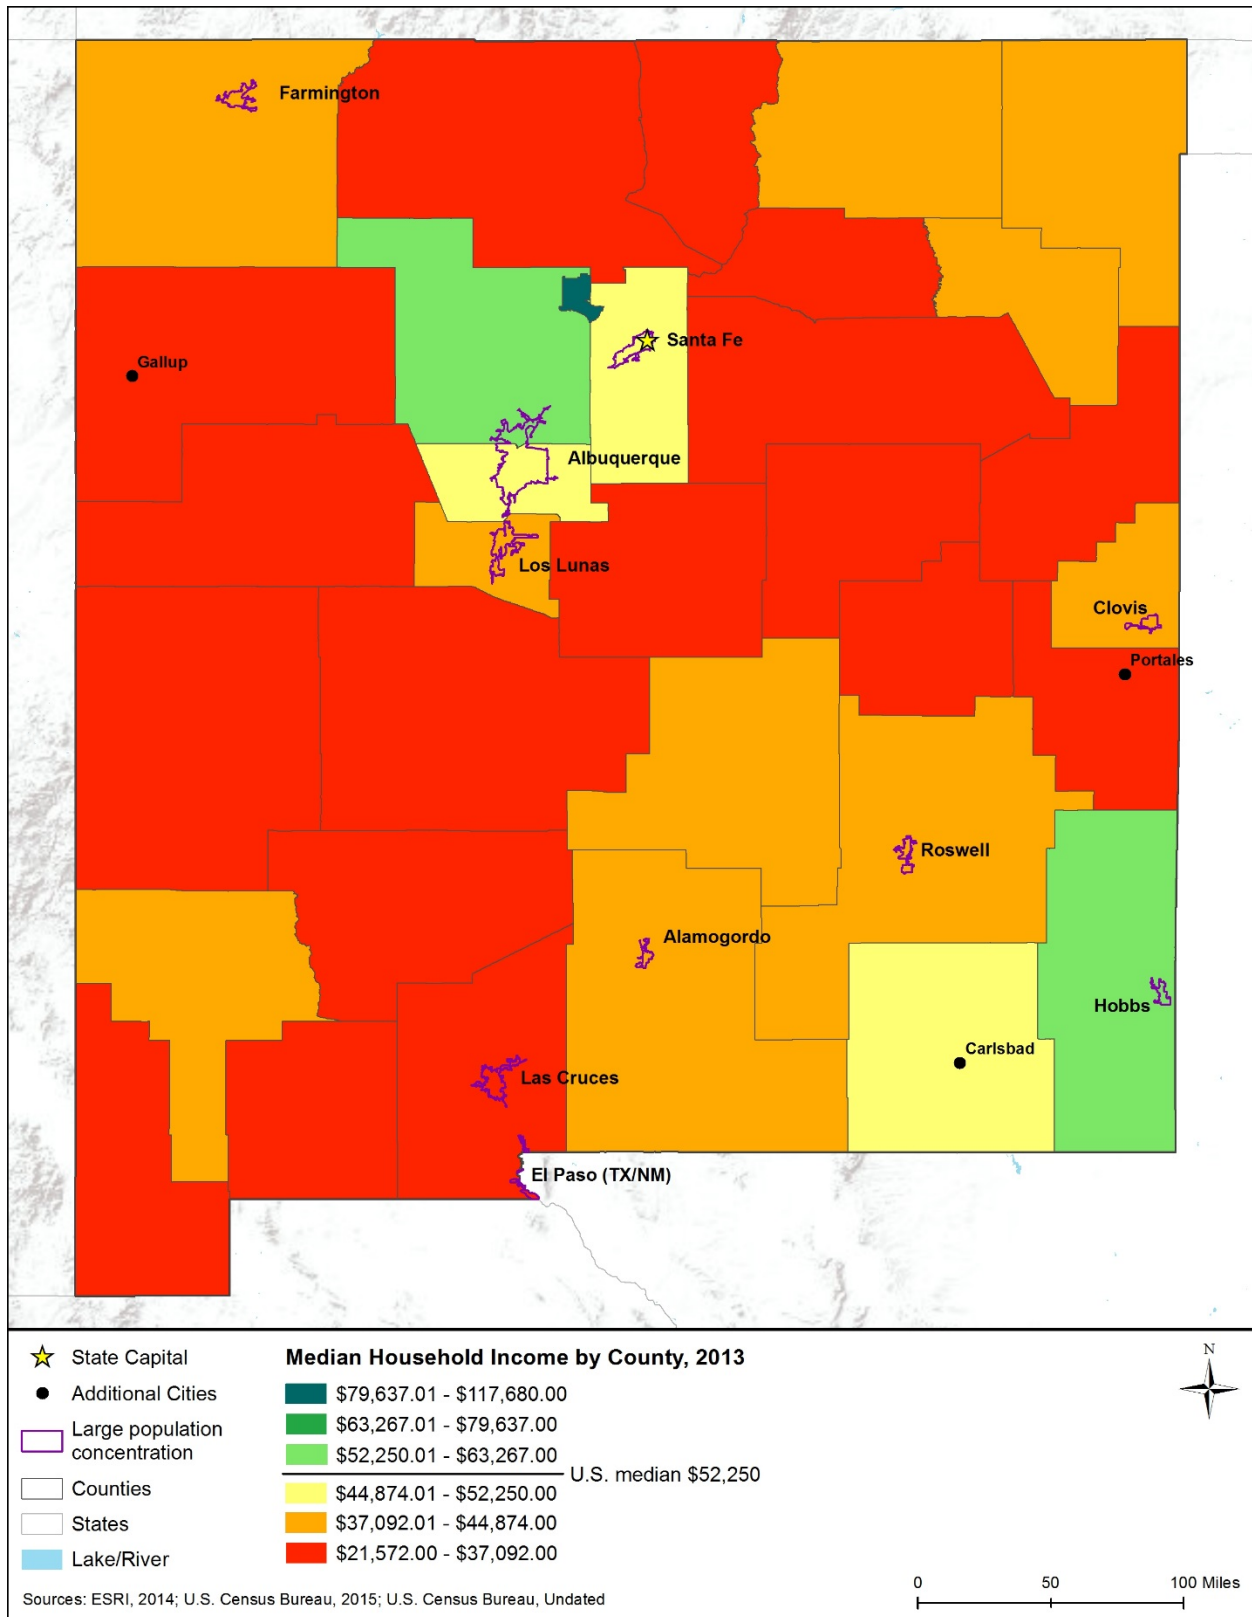 Farmington
Santa Fe
Gallup
Albuquerque
Los Lunas
Clovis
Portales
Roswell
Alamogordo
Hobbs
Carlsbad
Las Cruces
El Paso (TX/NM)
State Capital
Additional Cities
Large population
concentration
Counties
States
Lake/River
Median Household Income by County, 2013
$79,637.01 - $117,680.00
$63,267.01 - $79,637.00
$52,250.01 - $63,267.00
U.S. median $52,250
$44,874.01 - $52,250.00
$37,092.01 - $44,874.00
$21,572.00 - $37,092.00
N
0 50 100 Miles
Sources: ESRI, 2014; U.S. Census Bureau, 2015; U.S. Census Bureau, Undated